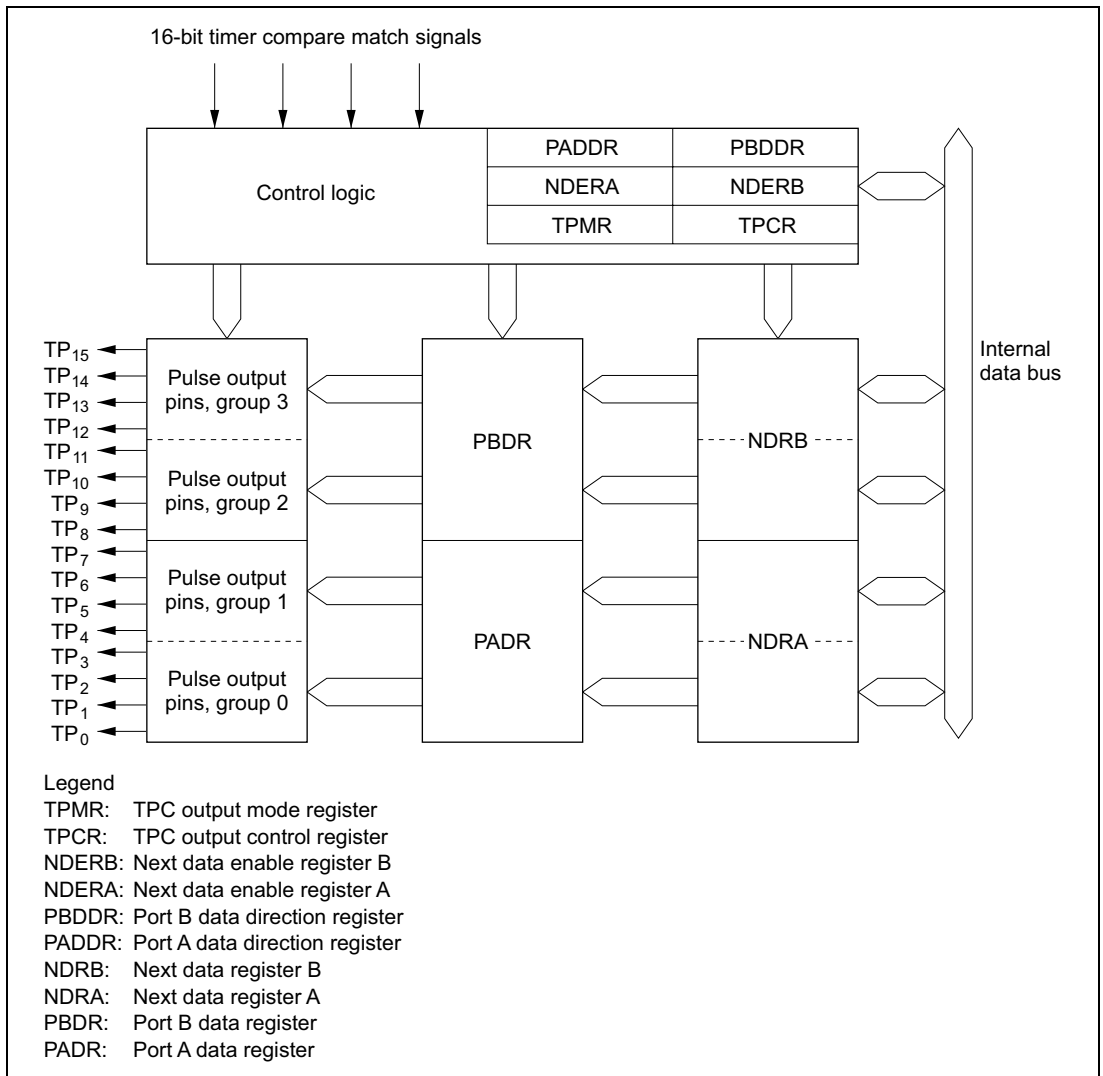 16-bit timer compare match signals
PADDR PBDDR
Control logic NDERA NDERB
TPMR TPCR
Internal
data bus
TP15
TP14
TP13
TP12
TP11
TP10
TP9
TP8
TP7
TP6
TP5
TP4
TP3
TP2
TP1
TP0
Pulse output
pins, group 3
Pulse output
pins, group 2
Pulse output
pins, group 1
Pulse output
pins, group 0
PBDR
PADR
NDRB
NDRA
Legend
TPMR: TPC output mode register
TPCR: TPC output control register
NDERB: Next data enable register B
NDERA: Next data enable register A
PBDDR: Port B data direction register
PADDR: Port A data direction register
NDRB: Next data register B
NDRA: Next data register A
PBDR: Port B data register
PADR: Port A data register